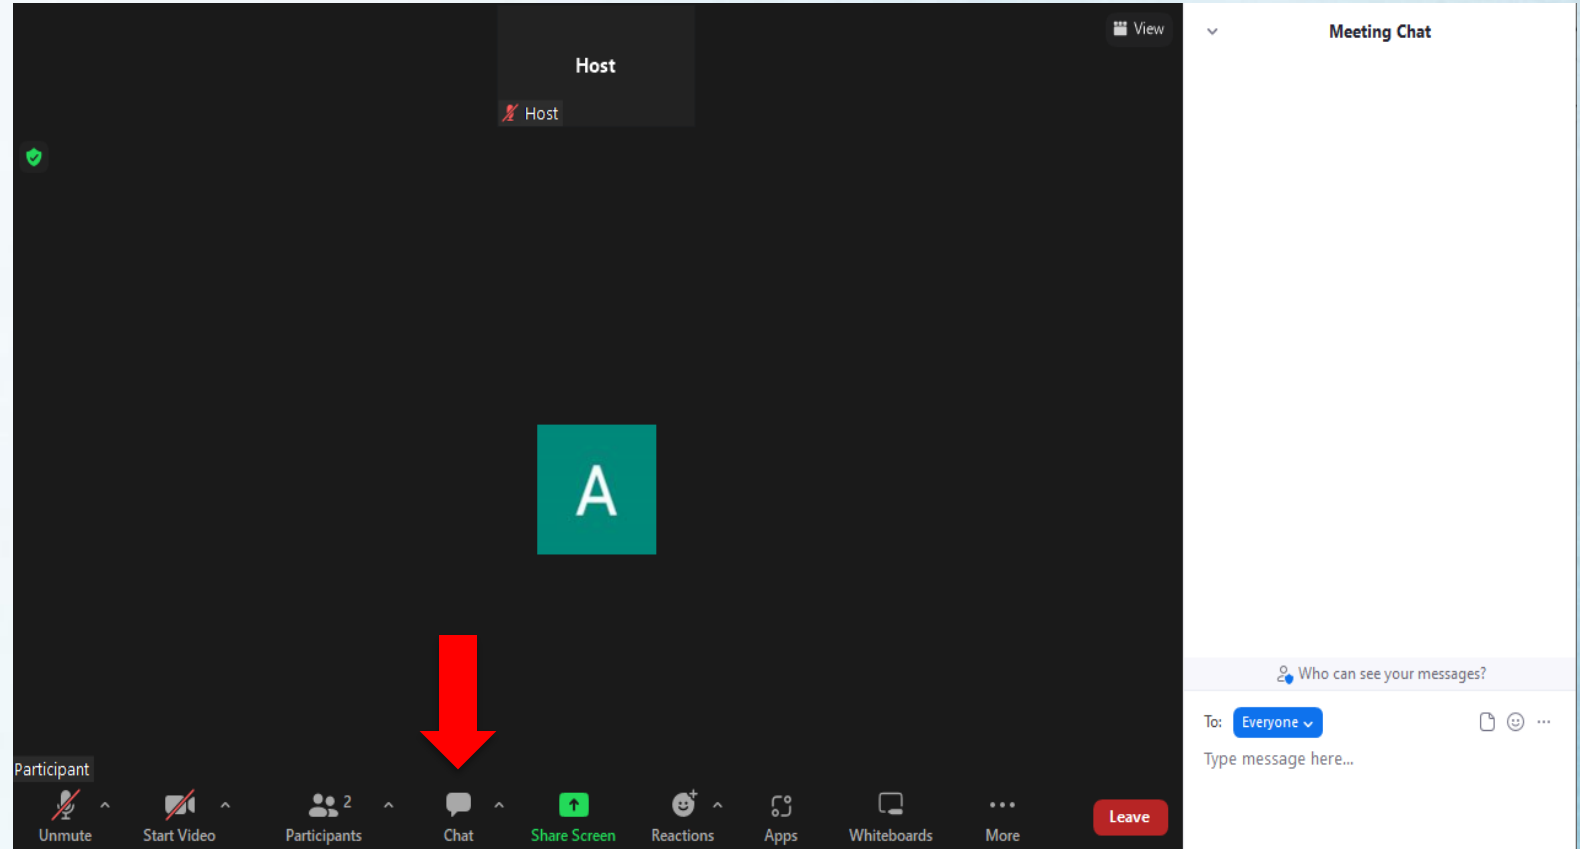 Host
Host
View
A
Participant
2
Unmute
Start Video
Participants
Chat
Share Screen
Reactions
Apps
Whiteboards
More
Leave
Meeting Chat
Who can see your messages?
To: Everyone
Type message here...